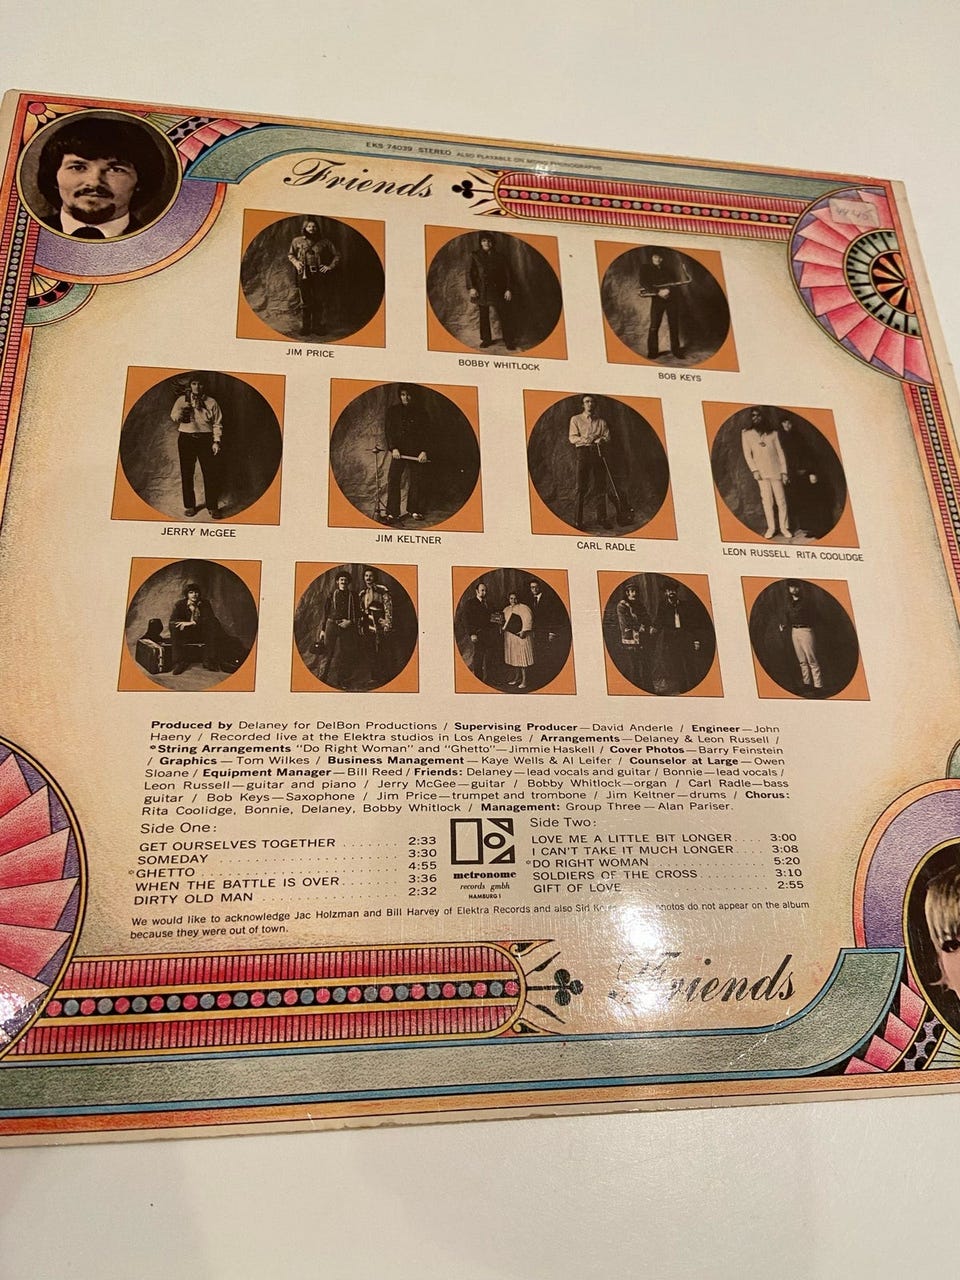 EKS 74039 STEREO ALSO PLAYABLE ON MONO PHONOGRAPHS
Friends
JIM PRICE
BOBBY WHITLOCK
BOB KEYS
JERRY McGEE
JIM KELTNER
CARL RADLE
LEON RUSSELL RITA COOLIDGE
Produced by Delaney for DelBon Productions / Supervising Producer—David Anderle / Engineer—John
Haeny / Recorded live at the Elektra studios in Los Angeles / Arrangements—Delaney & Leon Russell /
*String Arrangements "Do Right Woman" and "Ghetto"—Jimmie Haskell / Cover Photos—Barry Feinstein
/ Graphics—Tom Wilkes / Business Management—Kaye Wells & Al Leifer / Counselor at Large—Owen
Sloane / Equipment Manager—Bill Reed / Friends: Delaney—lead vocals and guitar / Bonnie—lead vocals /
Leon Russell—guitar and piano / Jerry McGee—guitar / Bobby Whitlock—organ / Carl Radle—bass
guitar / Bob Keys—Saxophone / Jim Price—trumpet and trombone / Jim Keltner—drums / Chorus:
Rita Coolidge, Bonnie, Delaney, Bobby Whitlock / Management: Group Three—Alan Pariser.
Side One:
GET OURSELVES TOGETHER ........ 2:33
SOMEDAY ........ 3:30
*GHETTO ........ 4:55
WHEN THE BATTLE IS OVER ........ 3:36
DIRTY OLD MAN ........ 2:32
metronome
records gmbh
HAMBURG 1
Side Two:
LOVE ME A LITTLE BIT LONGER .... 3:00
I CAN'T TAKE IT MUCH LONGER .... 3:08
*DO RIGHT WOMAN ........ 5:20
SOLDIERS OF THE CROSS ........ 3:10
GIFT OF LOVE ........ 2:55
We would like to acknowledge Jac Holzman and Bill Harvey of Elektra Records and also Sid photos do not appear on the album
because they were out of town.
Friends